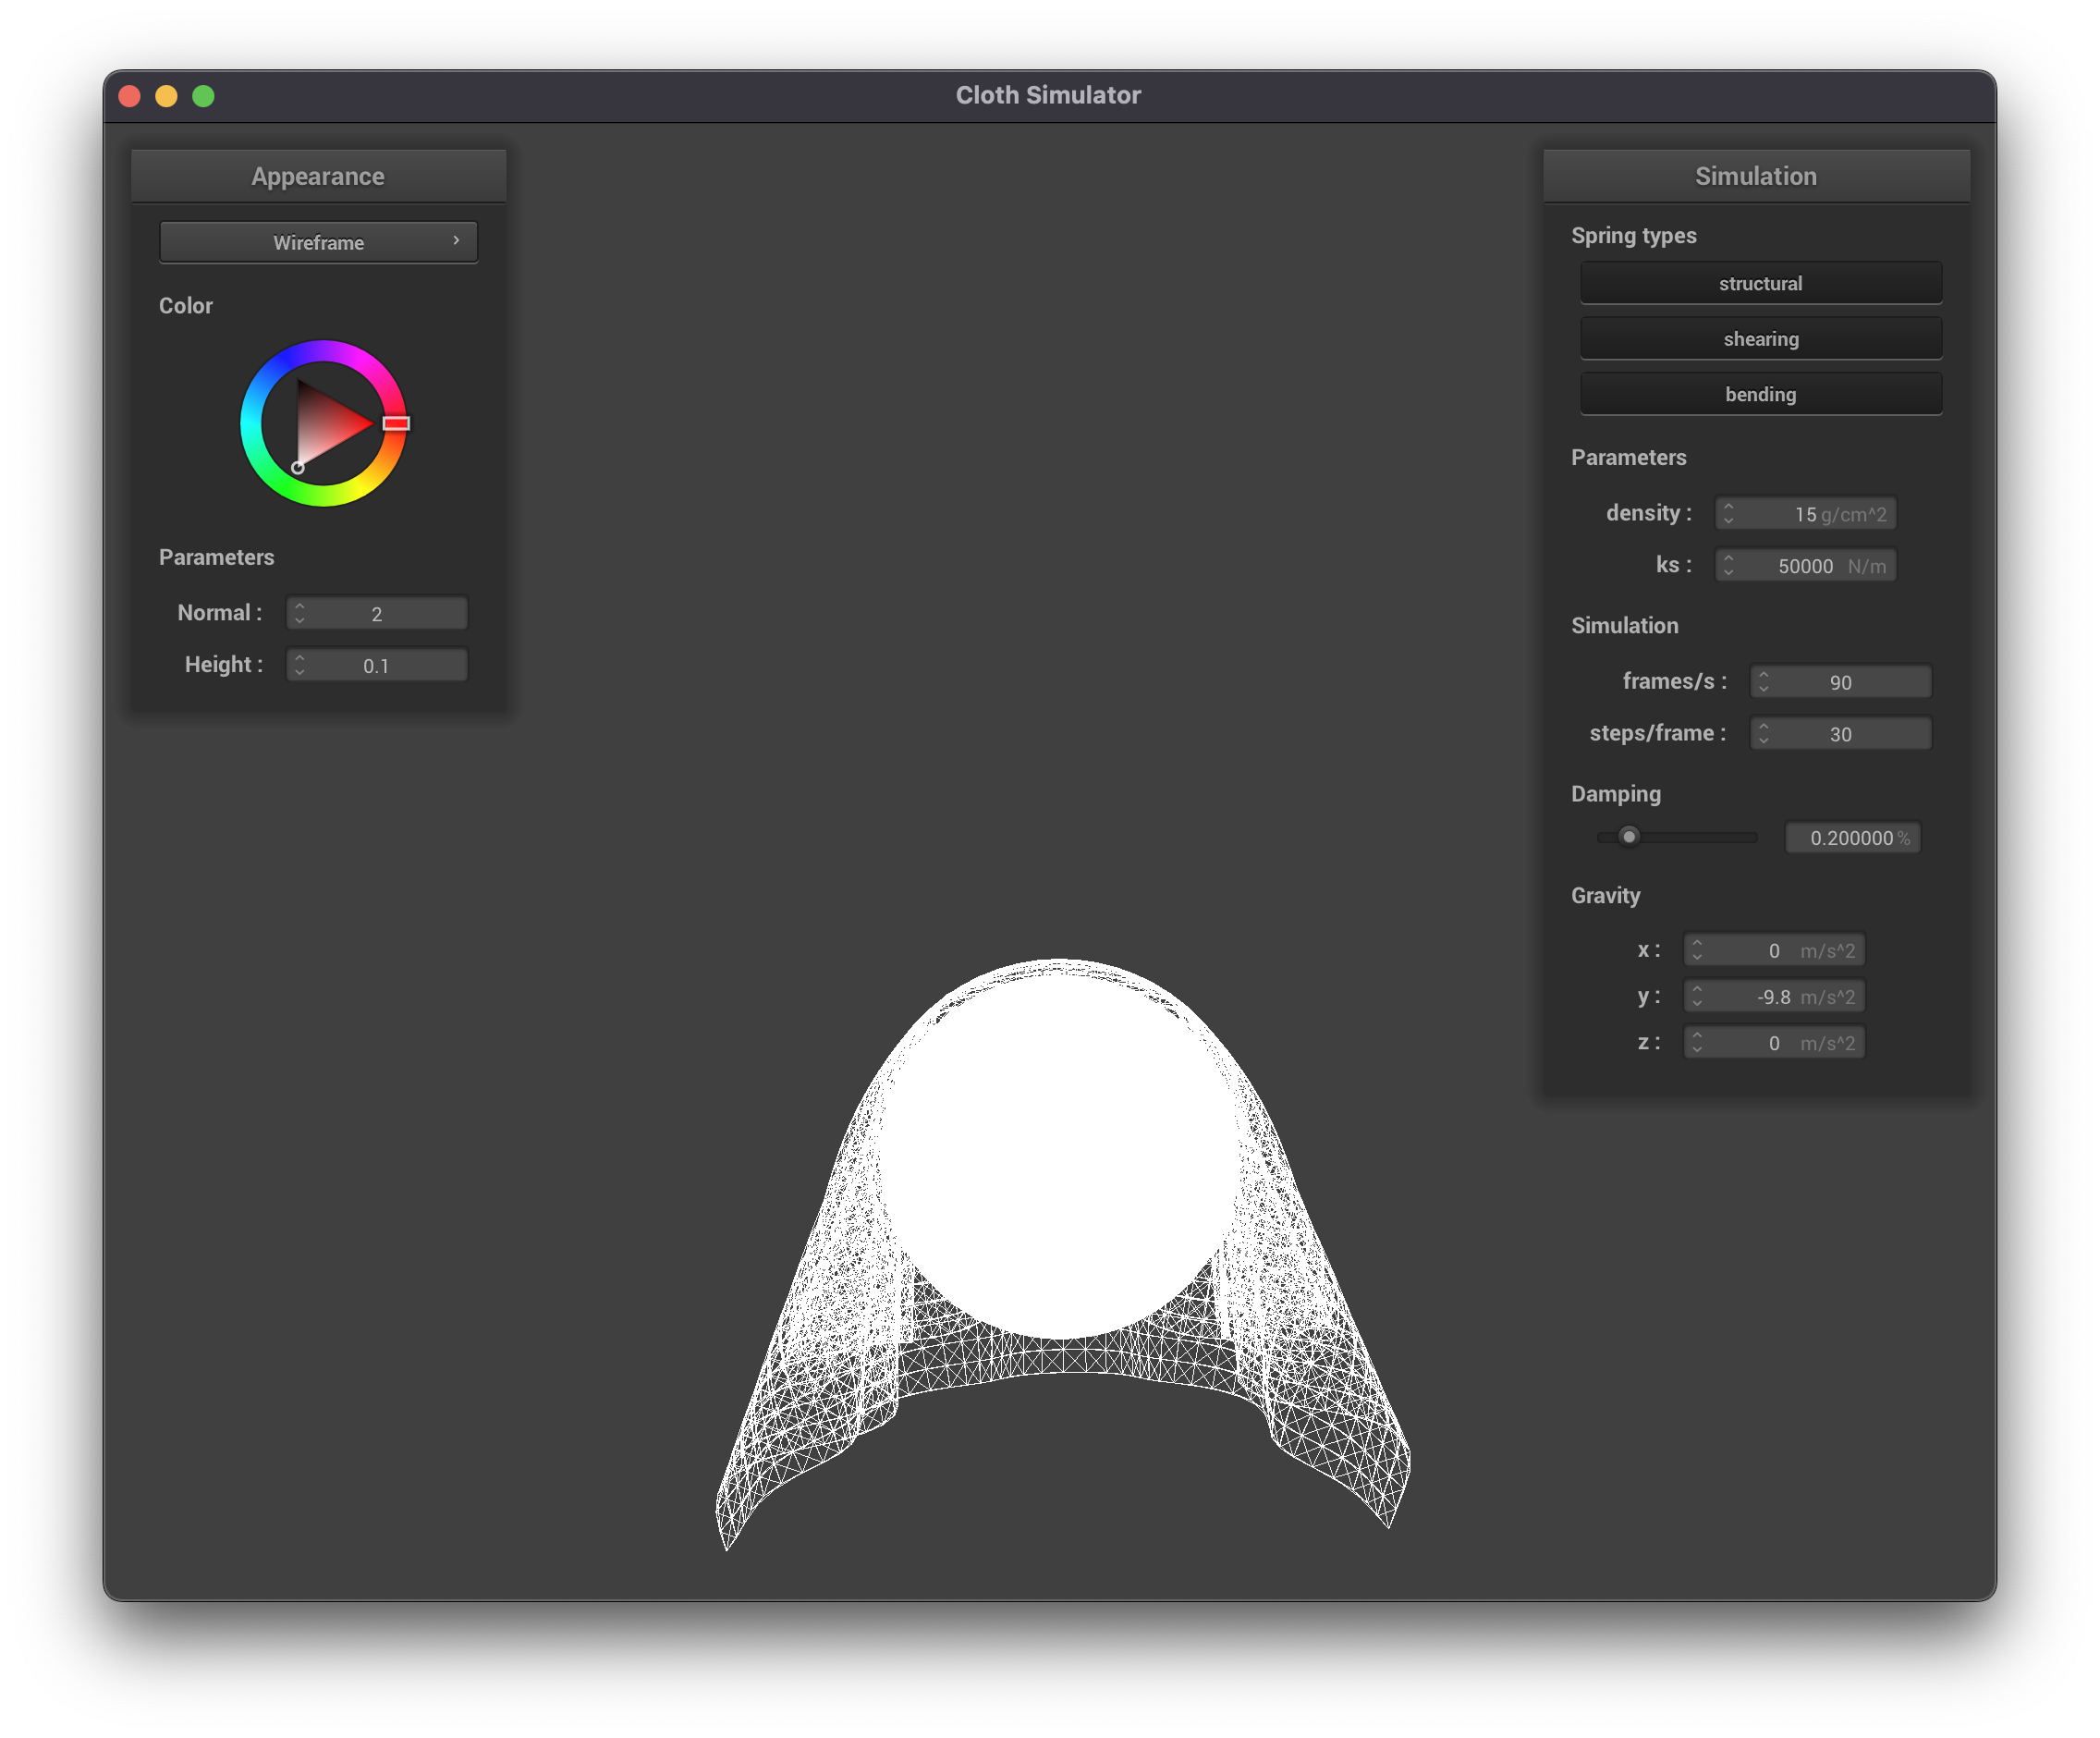 Cloth Simulator
Appearance
Wireframe
Color
Parameters
Normal : 2
Height : 0.1
Simulation
Spring types
structural
shearing
bending
Parameters
density : 15 g/cm^2
ks : 50000 N/m
Simulation
frames/s : 90
steps/frame : 30
Damping
0.200000 %
Gravity
x : 0 m/s^2
y : -9.8 m/s^2
z : 0 m/s^2